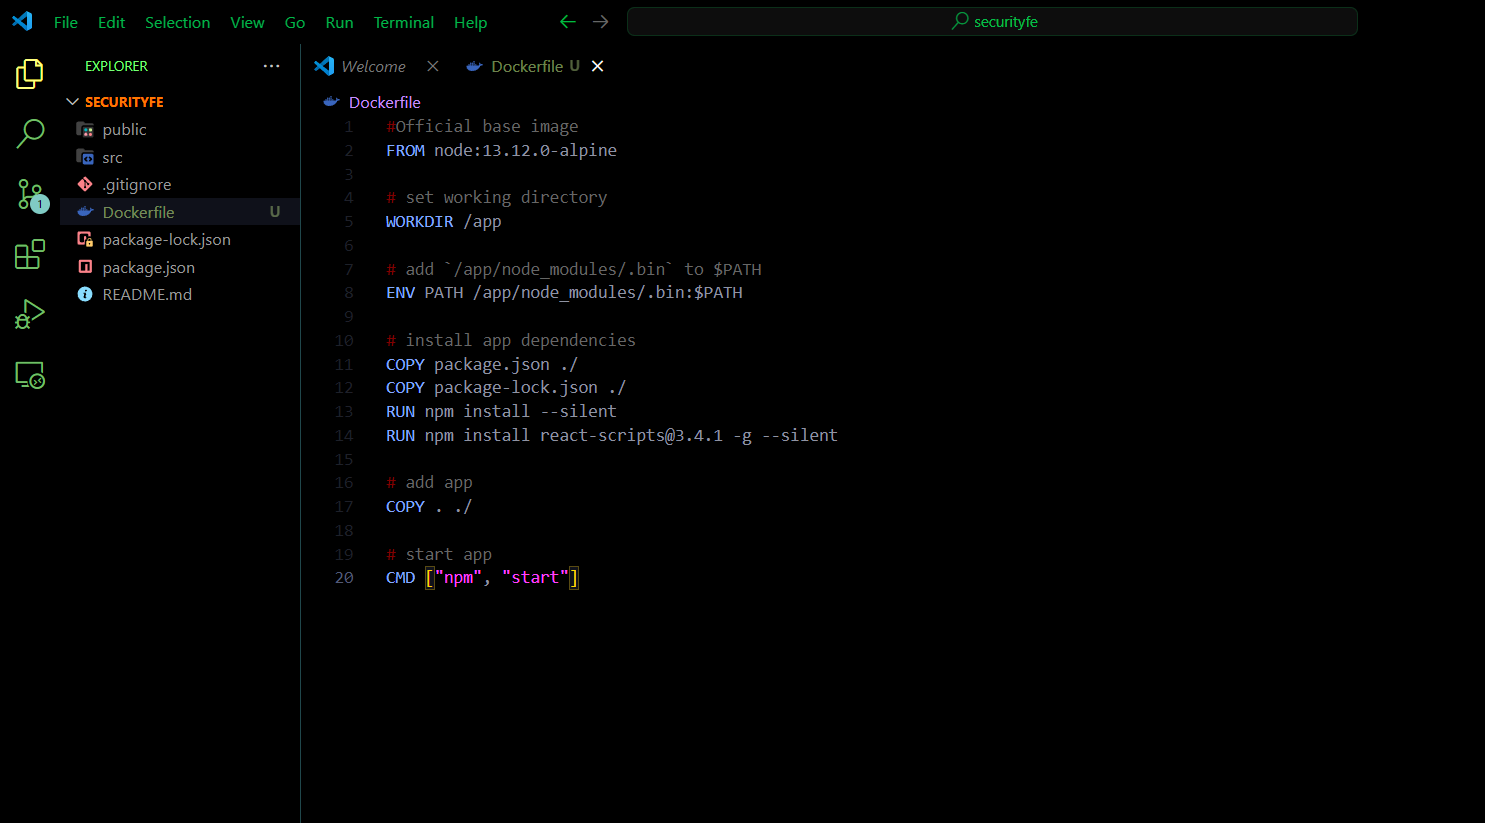 File Edit Selection View Go Run Terminal Help
securityfe
EXPLORER
SECURITYFE
public
src
.gitignore
Dockerfile U
package-lock.json
package.json
README.md
1
Welcome
Dockerfile U
Dockerfile
1 #Official base image
2 FROM node:13.12.0-alpine
3
4 # set working directory
5 WORKDIR /app
6
7 # add `/app/node_modules/.bin` to $PATH
8 ENV PATH /app/node_modules/.bin:$PATH
9
10 # install app dependencies
11 COPY package.json ./
12 COPY package-lock.json ./
13 RUN npm install --silent
14 RUN npm install react-scripts@3.4.1 -g --silent
15
16 # add app
17 COPY . ./
18
19 # start app
20 CMD ["npm", "start"]